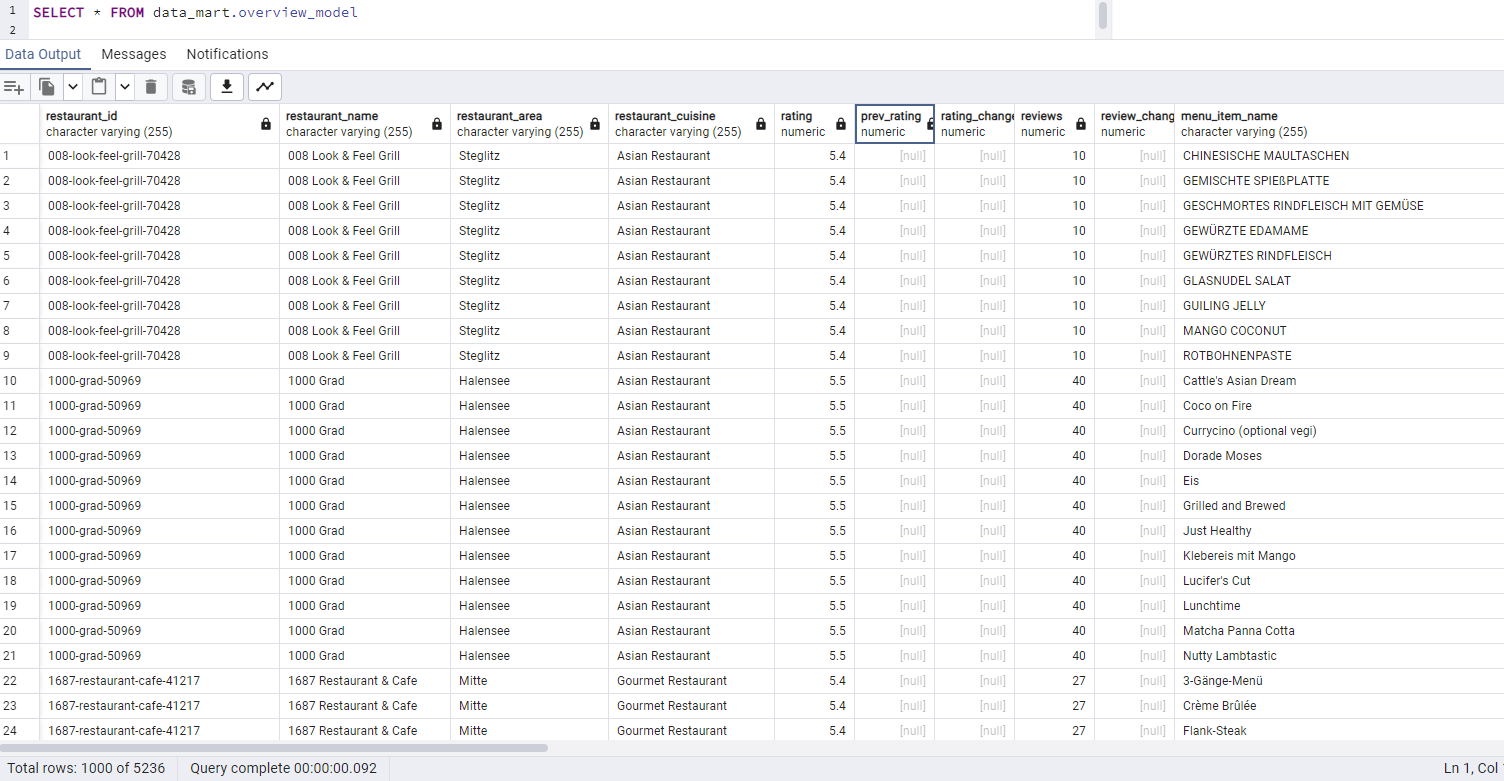 1 SELECT * FROM data_mart.overview_model
2
Data Output Messages Notifications
restaurant_id restaurant_name restaurant_area restaurant_cuisine rating prev_rating rating_change reviews review_chang menu_item_name
character varying (255) character varying (255) character varying (255) character varying (255) numeric numeric numeric numeric numeric character varying (255)
1 008-look-feel-grill-70428 008 Look & Feel Grill Steglitz Asian Restaurant 5.4 [null] [null] 10 [null] CHINESISCHE MAULTASCHEN
2 008-look-feel-grill-70428 008 Look & Feel Grill Steglitz Asian Restaurant 5.4 [null] [null] 10 [null] GEMISCHTE SPIEßPLATTE
3 008-look-feel-grill-70428 008 Look & Feel Grill Steglitz Asian Restaurant 5.4 [null] [null] 10 [null] GESCHMORTES RINDFLEISCH MIT GEMÜSE
4 008-look-feel-grill-70428 008 Look & Feel Grill Steglitz Asian Restaurant 5.4 [null] [null] 10 [null] GEWÜRZTE EDAMAME
5 008-look-feel-grill-70428 008 Look & Feel Grill Steglitz Asian Restaurant 5.4 [null] [null] 10 [null] GEWÜRZTES RINDFLEISCH
6 008-look-feel-grill-70428 008 Look & Feel Grill Steglitz Asian Restaurant 5.4 [null] [null] 10 [null] GLASNUDEL SALAT
7 008-look-feel-grill-70428 008 Look & Feel Grill Steglitz Asian Restaurant 5.4 [null] [null] 10 [null] GUILING JELLY
8 008-look-feel-grill-70428 008 Look & Feel Grill Steglitz Asian Restaurant 5.4 [null] [null] 10 [null] MANGO COCONUT
9 008-look-feel-grill-70428 008 Look & Feel Grill Steglitz Asian Restaurant 5.4 [null] [null] 10 [null] ROTBOHNENPASTE
10 1000-grad-50969 1000 Grad Halensee Asian Restaurant 5.5 [null] [null] 40 [null] Cattle's Asian Dream
11 1000-grad-50969 1000 Grad Halensee Asian Restaurant 5.5 [null] [null] 40 [null] Coco on Fire
12 1000-grad-50969 1000 Grad Halensee Asian Restaurant 5.5 [null] [null] 40 [null] Currycino (optional vegi)
13 1000-grad-50969 1000 Grad Halensee Asian Restaurant 5.5 [null] [null] 40 [null] Dorade Moses
14 1000-grad-50969 1000 Grad Halensee Asian Restaurant 5.5 [null] [null] 40 [null] Eis
15 1000-grad-50969 1000 Grad Halensee Asian Restaurant 5.5 [null] [null] 40 [null] Grilled and Brewed
16 1000-grad-50969 1000 Grad Halensee Asian Restaurant 5.5 [null] [null] 40 [null] Just Healthy
17 1000-grad-50969 1000 Grad Halensee Asian Restaurant 5.5 [null] [null] 40 [null] Klebereis mit Mango
18 1000-grad-50969 1000 Grad Halensee Asian Restaurant 5.5 [null] [null] 40 [null] Lucifer's Cut
19 1000-grad-50969 1000 Grad Halensee Asian Restaurant 5.5 [null] [null] 40 [null] Lunchtime
20 1000-grad-50969 1000 Grad Halensee Asian Restaurant 5.5 [null] [null] 40 [null] Matcha Panna Cotta
21 1000-grad-50969 1000 Grad Halensee Asian Restaurant 5.5 [null] [null] 40 [null] Nutty Lambtastic
22 1687-restaurant-cafe-41217 1687 Restaurant & Cafe Mitte Gourmet Restaurant 5.4 [null] [null] 27 [null] 3-Gänge-Menü
23 1687-restaurant-cafe-41217 1687 Restaurant & Cafe Mitte Gourmet Restaurant 5.4 [null] [null] 27 [null] Crème Brûlée
24 1687-restaurant-cafe-41217 1687 Restaurant & Cafe Mitte Gourmet Restaurant 5.4 [null] [null] 27 [null] Flank-Steak
Total rows: 1000 of 5236 Query complete 00:00:00.092 Ln 1, Col